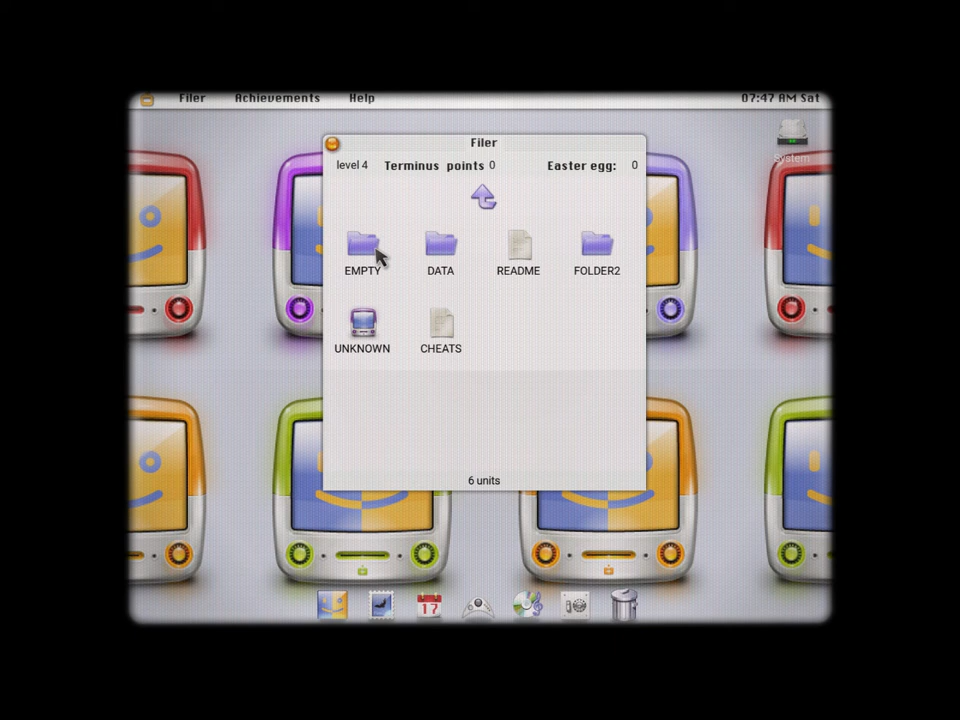 Filer Achievements Help 07:47 AM Sat
Filer
level 4 Terminus points 0 Easter egg: 0
System
EMPTY DATA README FOLDER2
UNKNOWN CHEATS
6 units
17